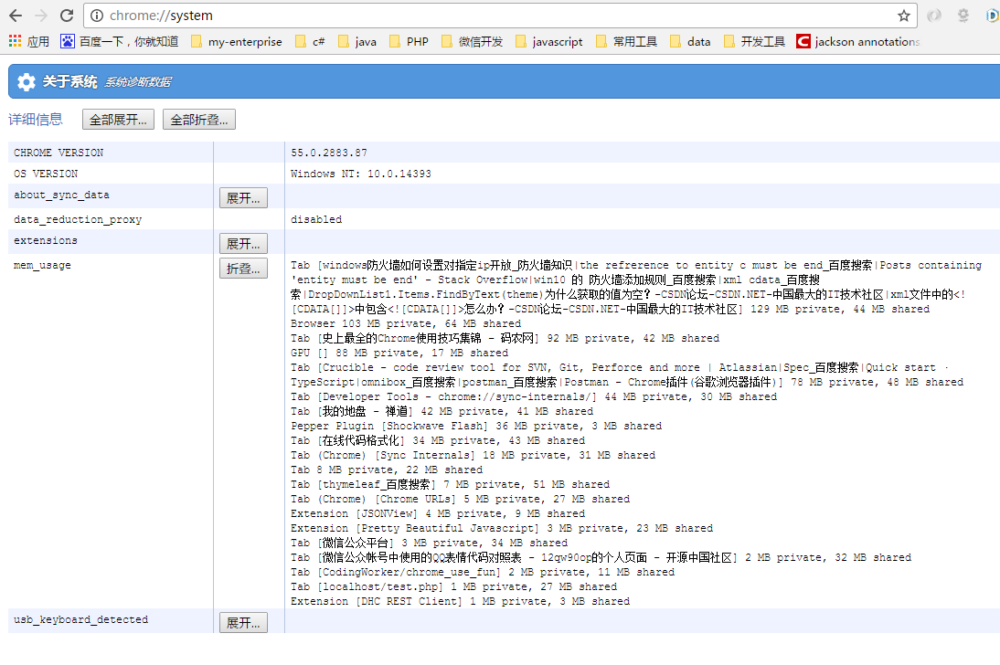 chrome://system
应用 百度一下，你就知道 my-enterprise c# java PHP 微信开发 javascript 常用工具 data 开发工具 jackson annotations
关于系统 系统诊断数据
详细信息 全部展开... 全部折叠...
CHROME VERSION 55.0.2883.87
OS VERSION Windows NT: 10.0.14393
about_sync_data 展开...
data_reduction_proxy disabled
extensions 展开...
mem_usage 折叠... Tab [windows防火墙如何设置对指定ip开放_防火墙知识|the refrerence to entity c must be end_百度搜索|Posts containing
'entity must be end' - Stack Overflow|win10 的 防火墙添加规则_百度搜索|xml cdata_百度搜
索|DropDownList1.Items.FindByText(theme)为什么获取的值为空? -CSDN论坛-CSDN.NET-中国最大的IT技术社区|xml文件中的<!
[CDATA[]]>中包含<![CDATA[]]>怎么办? -CSDN论坛-CSDN.NET-中国最大的IT技术社区] 129 MB private, 44 MB shared
Browser 103 MB private, 64 MB shared
Tab [史上最全的Chrome使用技巧集锦 - 码农网] 92 MB private, 42 MB shared
GPU [] 88 MB private, 17 MB shared
Tab [Crucible - code review tool for SVN, Git, Perforce and more | Atlassian|Spec_百度搜索|Quick start ·
TypeScript|omnibox_百度搜索|postman_百度搜索|Postman - Chrome插件(谷歌浏览器插件)] 78 MB private, 48 MB shared
Tab [Developer Tools - chrome://sync-internals/] 44 MB private, 30 MB shared
Tab [我的地盘 - 禅道] 42 MB private, 41 MB shared
Pepper Plugin [Shockwave Flash] 36 MB private, 3 MB shared
Tab [在线代码格式化] 34 MB private, 43 MB shared
Tab (Chrome) [Sync Internals] 18 MB private, 31 MB shared
Tab 8 MB private, 22 MB shared
Tab [thymeleaf_百度搜索] 7 MB private, 51 MB shared
Tab (Chrome) [Chrome URLs] 5 MB private, 27 MB shared
Extension [JSONView] 4 MB private, 9 MB shared
Extension [Pretty Beautiful Javascript] 3 MB private, 23 MB shared
Tab [微信公众平台] 3 MB private, 34 MB shared
Tab [微信公众帐号中使用的QQ表情代码对照表 - 12qw90op的个人页面 - 开源中国社区] 2 MB private, 32 MB shared
Tab [CodingWorker/chrome_use_fun] 2 MB private, 11 MB shared
Tab [localhost/test.php] 1 MB private, 27 MB shared
Extension [DHC REST Client] 1 MB private, 3 MB shared
usb_keyboard_detected 展开...